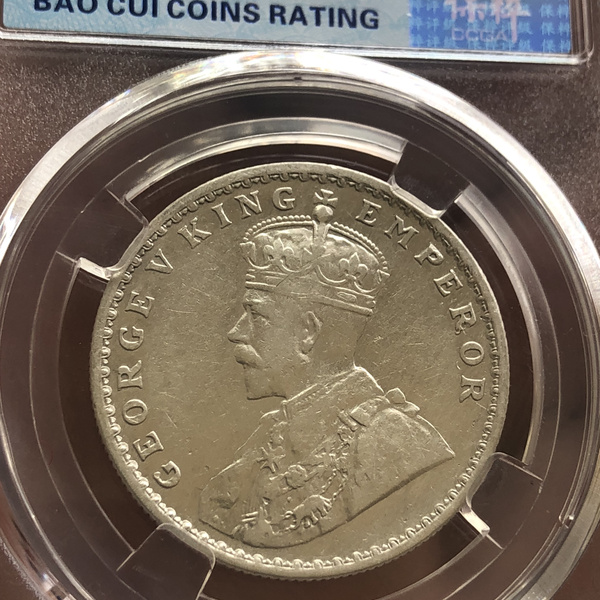 BAO CUI COINS RATING
GEORGE V KING EMPEROR